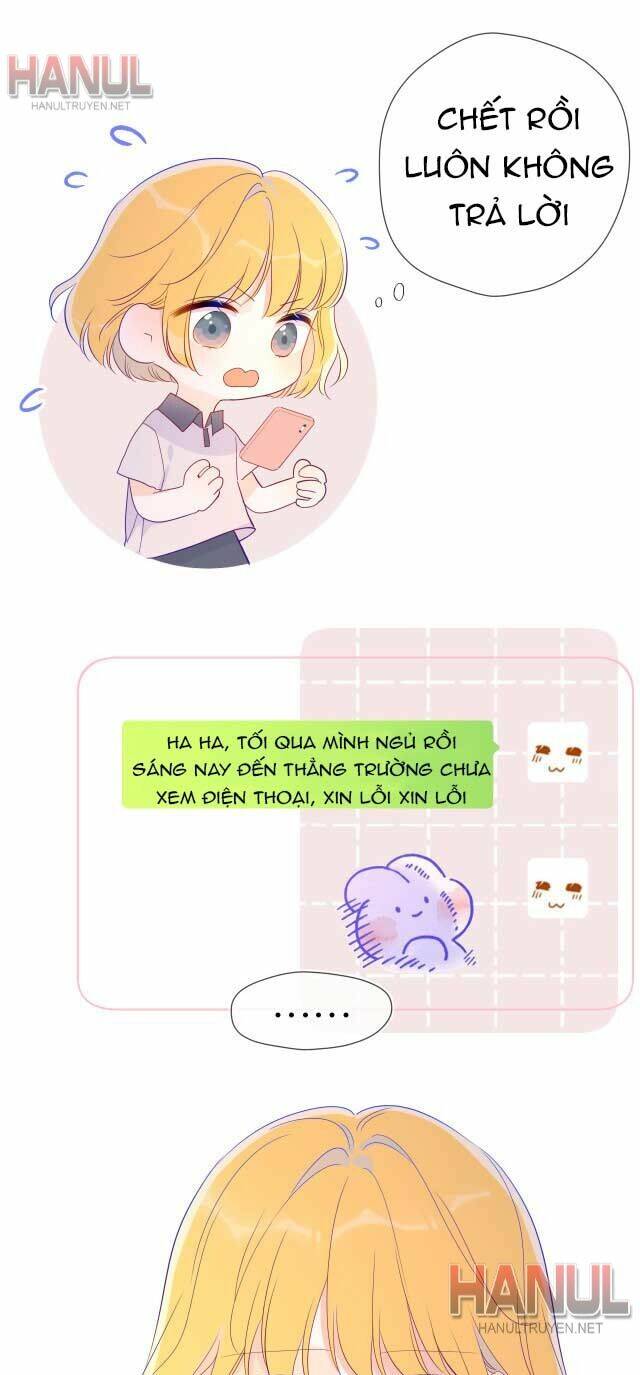 HANUL
HANULTRUYEN.NET
CHẾT RỒI
LUÔN KHÔNG
TRẢ LỜI
HA HA, TỐI QUA MÌNH NGỦ RỒI
SÁNG NAY ĐẾN THẲNG TRƯỜNG CHƯA
XEM ĐIỆN THOẠI, XIN LỖI XIN LỖI
......
HANUL
HANULTRUYEN.NET